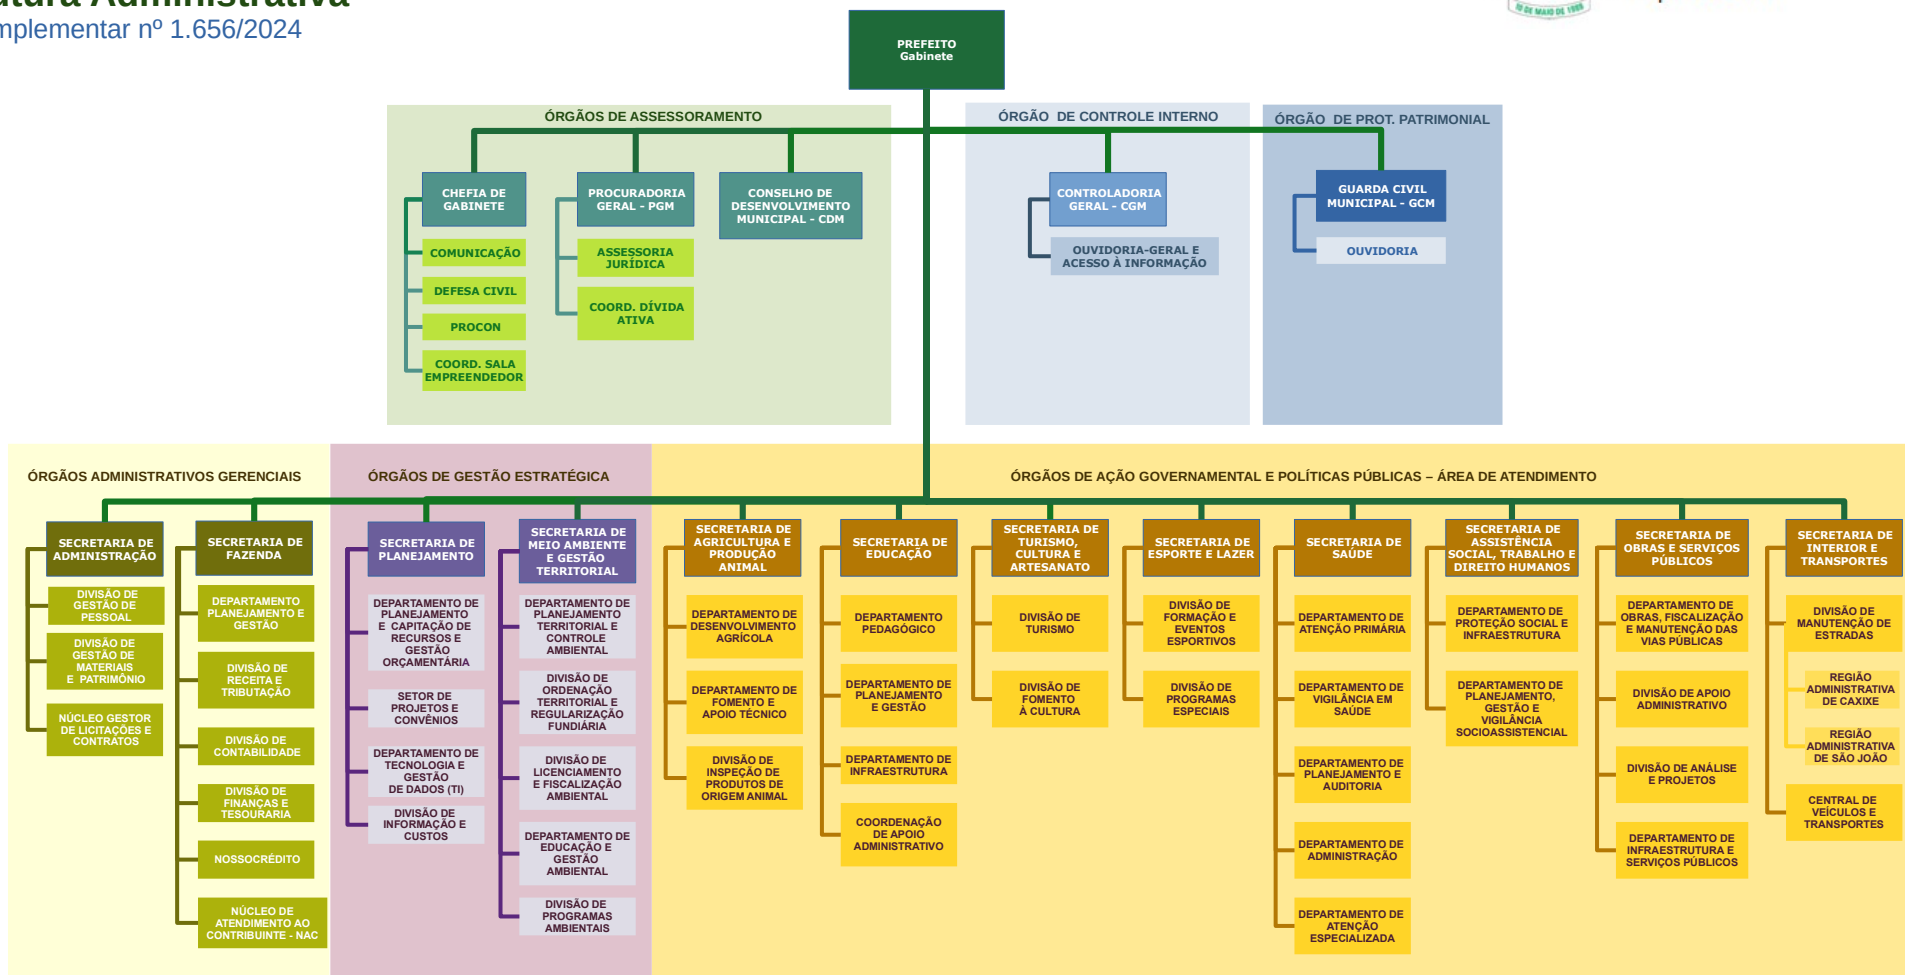 utura Administrativa
mplementar nº 1.656/2024
10 DE MAIO DE 1988
PREFEITO
Gabinete
ÓRGÃOS DE ASSESSORAMENTO
ÓRGÃO DE CONTROLE INTERNO
ÓRGÃO DE PROT. PATRIMONIAL
CHEFIA DE
GABINETE
COMUNICAÇÃO
DEFESA CIVIL
PROCON
COORD. SALA
EMPREENDEDOR
PROCURADORIA
GERAL - PGM
ASSESSORIA
JURÍDICA
COORD. DÍVIDA
ATIVA
CONSELHO DE
DESENVOLVIMENTO
MUNICIPAL - CDM
CONTROLADORIA
GERAL - CGM
OUVIDORIA-GERAL E
ACESSO À INFORMAÇÃO
GUARDA CIVIL
MUNICIPAL - GCM
OUVIDORIA
ÓRGÃOS ADMINISTRATIVOS GERENCIAIS
ÓRGÃOS DE GESTÃO ESTRATÉGICA
ÓRGÃOS DE AÇÃO GOVERNAMENTAL E POLÍTICAS PÚBLICAS – ÁREA DE ATENDIMENTO
SECRETARIA DE
ADMINISTRAÇÃO
DIVISÃO DE
GESTÃO DE
PESSOAL
DIVISÃO DE
GESTÃO DE
MATERIAIS
E PATRIMÔNIO
NÚCLEO GESTOR
DE LICITAÇÕES E
CONTRATOS
SECRETARIA DE
FAZENDA
DEPARTAMENTO
PLANEJAMENTO E
GESTÃO
DIVISÃO DE
RECEITA E
TRIBUTAÇÃO
DIVISÃO DE
CONTABILIDADE
DIVISÃO DE
FINANÇAS E
TESOURARIA
NOSSOCRÉDITO
NÚCLEO DE
ATENDIMENTO AO
CONTRIBUINTE - NAC
SECRETARIA DE
PLANEJAMENTO
DEPARTAMENTO DE
PLANEJAMENTO
E CAPITAÇÃO DE
RECURSOS E
GESTÃO
ORÇAMENTÁRIA
SETOR DE
PROJETOS E
CONVÊNIOS
DEPARTAMENTO DE
TECNOLOGIA E
GESTÃO
DE DADOS (TI)
DIVISÃO DE
INFORMAÇÃO E
CUSTOS
SECRETARIA DE
MEIO AMBIENTE
E GESTÃO
TERRITORIAL
DEPARTAMENTO DE
PLANEJAMENTO
TERRITORIAL E
CONTROLE
AMBIENTAL
DIVISÃO DE
ORDENAÇÃO
TERRITORIAL E
REGULARIZAÇÃO
FUNDIÁRIA
DIVISÃO DE
LICENCIAMENTO
E FISCALIZAÇÃO
AMBIENTAL
DEPARTAMENTO DE
EDUCAÇÃO E
GESTÃO
AMBIENTAL
DIVISÃO DE
PROGRAMAS
AMBIENTAIS
SECRETARIA DE
AGRICULTURA E
PRODUÇÃO
ANIMAL
DEPARTAMENTO DE
DESENVOLVIMENTO
AGRÍCOLA
DEPARTAMENTO DE
FOMENTO E
APOIO TÉCNICO
DIVISÃO DE
INSPEÇÃO DE
PRODUTOS DE
ORIGEM ANIMAL
SECRETARIA DE
EDUCAÇÃO
DEPARTAMENTO
PEDAGÓGICO
DEPARTAMENTO DE
PLANEJAMENTO
E GESTÃO
DEPARTAMENTO DE
INFRAESTRUTURA
COORDENAÇÃO
DE APOIO
ADMINISTRATIVO
SECRETARIA DE
TURISMO,
CULTURA E
ARTESANATO
DIVISÃO DE
TURISMO
DIVISÃO DE
FOMENTO
À CULTURA
SECRETARIA DE
ESPORTE E LAZER
DIVISÃO DE
FORMAÇÃO E
EVENTOS
ESPORTIVOS
DIVISÃO DE
PROGRAMAS
ESPECIAIS
SECRETARIA DE
SAÚDE
DEPARTAMENTO DE
ATENÇÃO PRIMÁRIA
DEPARTAMENTO DE
VIGILÂNCIA EM
SAÚDE
DEPARTAMENTO DE
PLANEJAMENTO E
AUDITORIA
DEPARTAMENTO DE
ADMINISTRAÇÃO
DEPARTAMENTO DE
ATENÇÃO
ESPECIALIZADA
SECRETARIA DE
ASSISTÊNCIA
SOCIAL, TRABALHO E
DIREITO HUMANOS
DEPARTAMENTO DE
PROTEÇÃO SOCIAL E
INFRAESTRUTURA
DEPARTAMENTO DE
PLANEJAMENTO,
GESTÃO E
VIGILÂNCIA
SOCIOASSISTENCIAL
SECRETARIA DE
OBRAS E SERVIÇOS
PÚBLICOS
DEPARTAMENTO DE
OBRAS, FISCALIZAÇÃO
E MANUTENÇÃO DAS
VIAS PÚBLICAS
DIVISÃO DE APOIO
ADMINISTRATIVO
DIVISÃO DE ANÁLISE
E PROJETOS
DEPARTAMENTO DE
INFRAESTRUTURA E
SERVIÇOS PÚBLICOS
SECRETARIA DE
INTERIOR E
TRANSPORTES
DIVISÃO DE
MANUTENÇÃO DE
ESTRADAS
REGIÃO
ADMINISTRATIVA
DE CAXIXE
REGIÃO
ADMINISTRATIVA
DE SÃO JOÃO
CENTRAL DE
VEÍCULOS E
TRANSPORTES